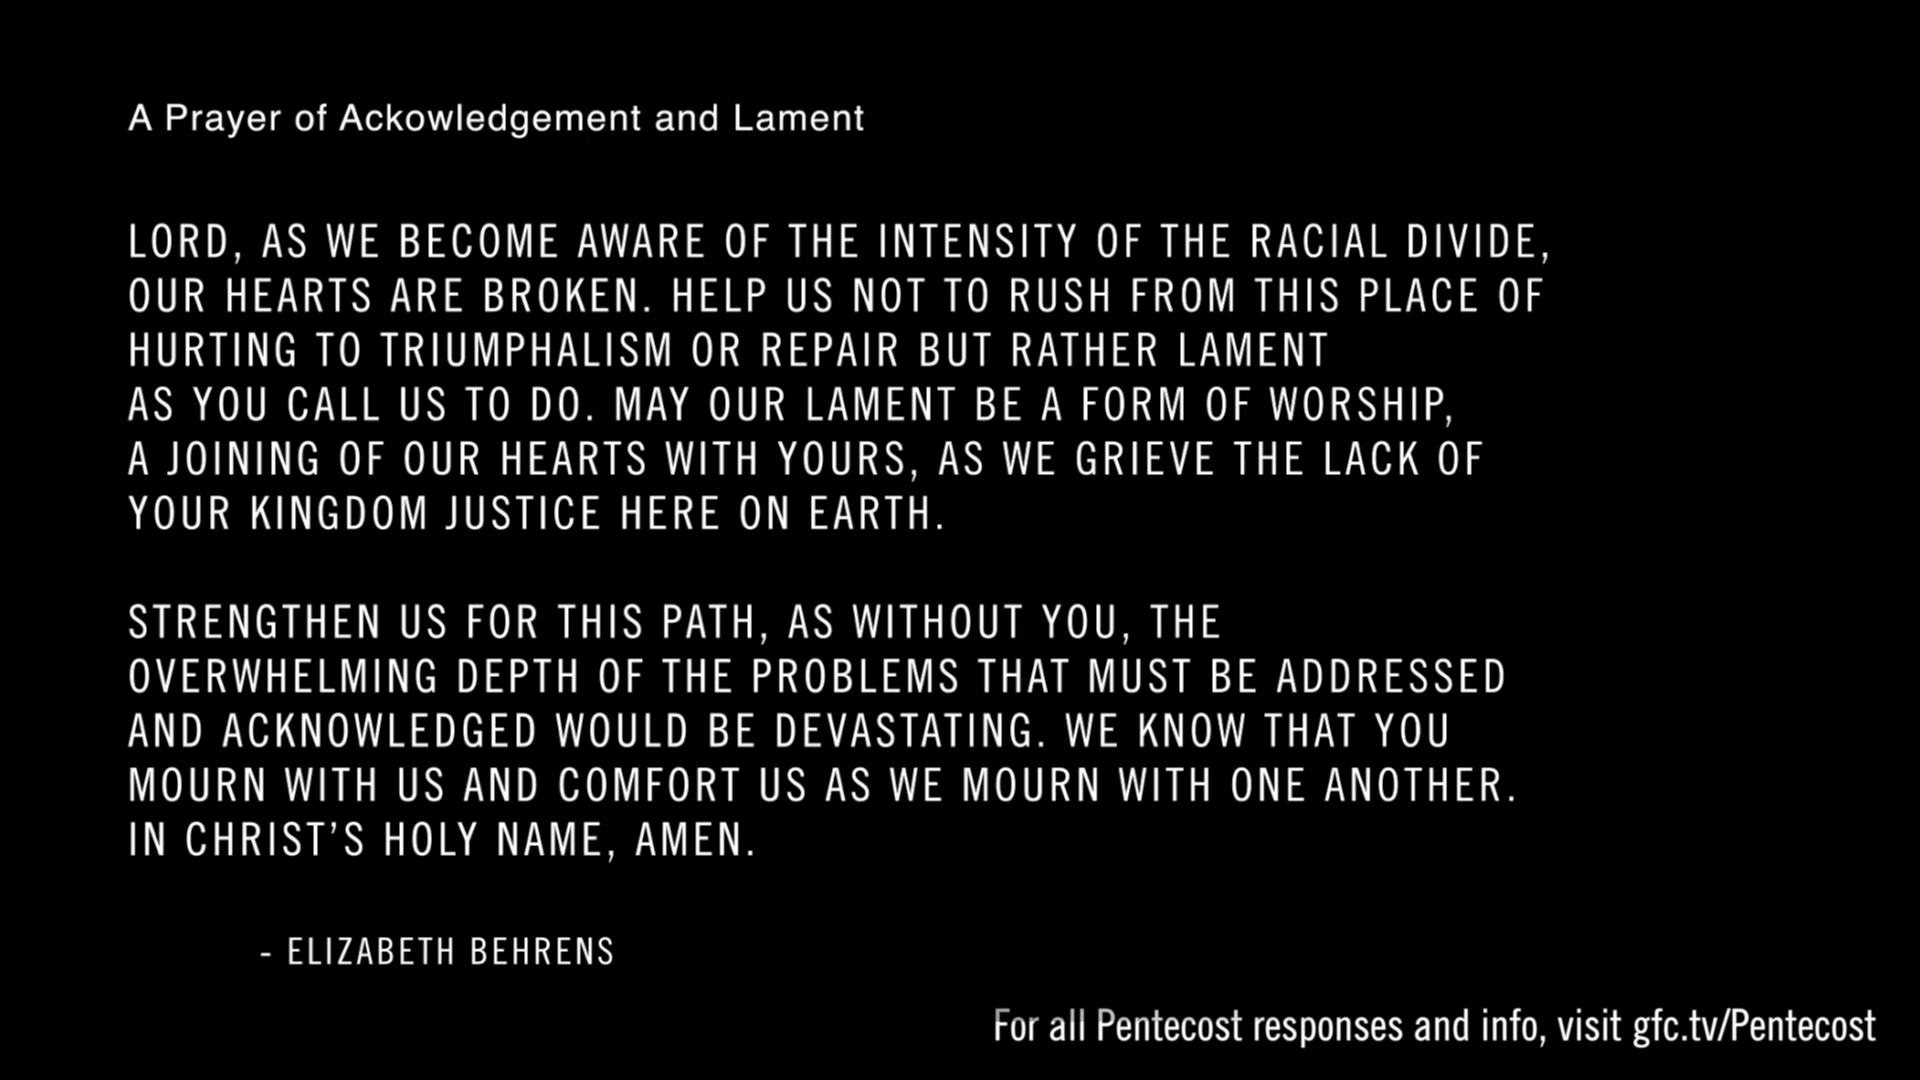 A Prayer of Ackowledgement and Lament
LORD, AS WE BECOME AWARE OF THE INTENSITY OF THE RACIAL DIVIDE,
OUR HEARTS ARE BROKEN. HELP US NOT TO RUSH FROM THIS PLACE OF
HURTING TO TRIUMPHALISM OR REPAIR BUT RATHER LAMENT
AS YOU CALL US TO DO. MAY OUR LAMENT BE A FORM OF WORSHIP,
A JOINING OF OUR HEARTS WITH YOURS, AS WE GRIEVE THE LACK OF
YOUR KINGDOM JUSTICE HERE ON EARTH.
STRENGTHEN US FOR THIS PATH, AS WITHOUT YOU, THE
OVERWHELMING DEPTH OF THE PROBLEMS THAT MUST BE ADDRESSED
AND ACKNOWLEDGED WOULD BE DEVASTATING. WE KNOW THAT YOU
MOURN WITH US AND COMFORT US AS WE MOURN WITH ONE ANOTHER.
IN CHRIST’S HOLY NAME, AMEN.
- ELIZABETH BEHRENS
For all Pentecost responses and info, visit gfc.tv/Pentecost